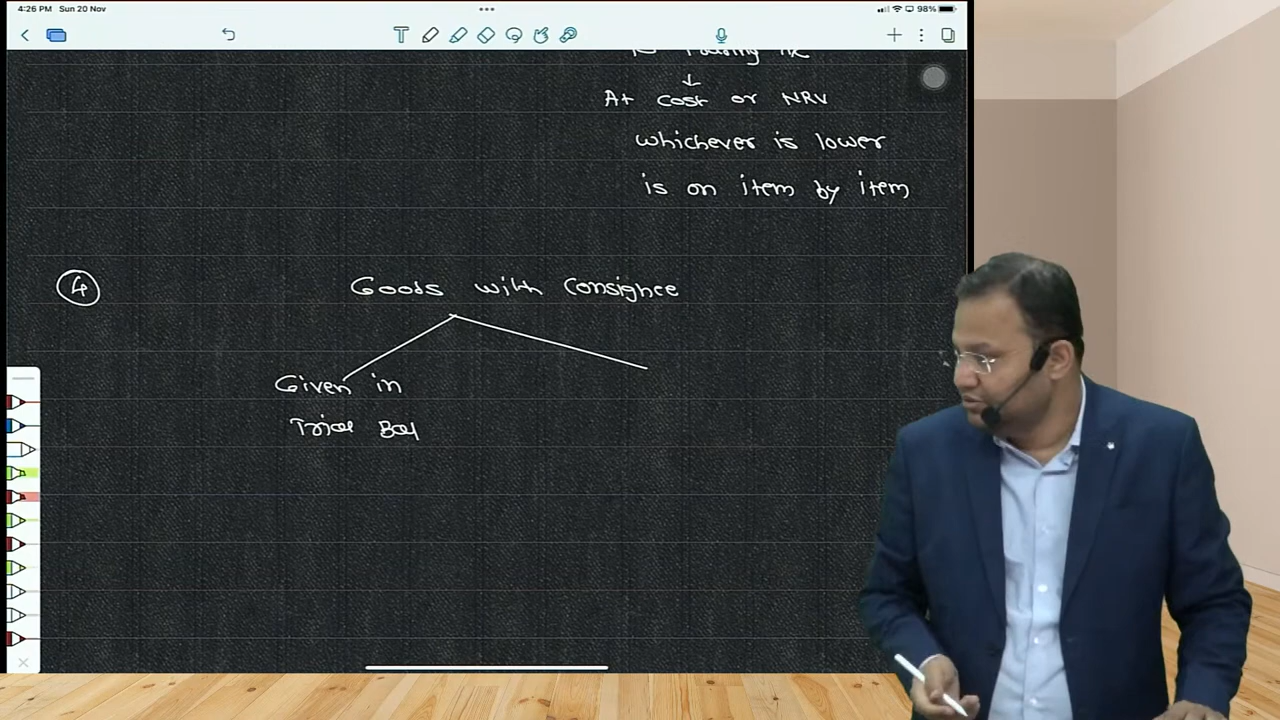 4:26 PM Sun 20 Nov
98%
At cost or NRV
whichever is lower
is on item by item
4 Goods with Consignee
Given in
Trial Bal